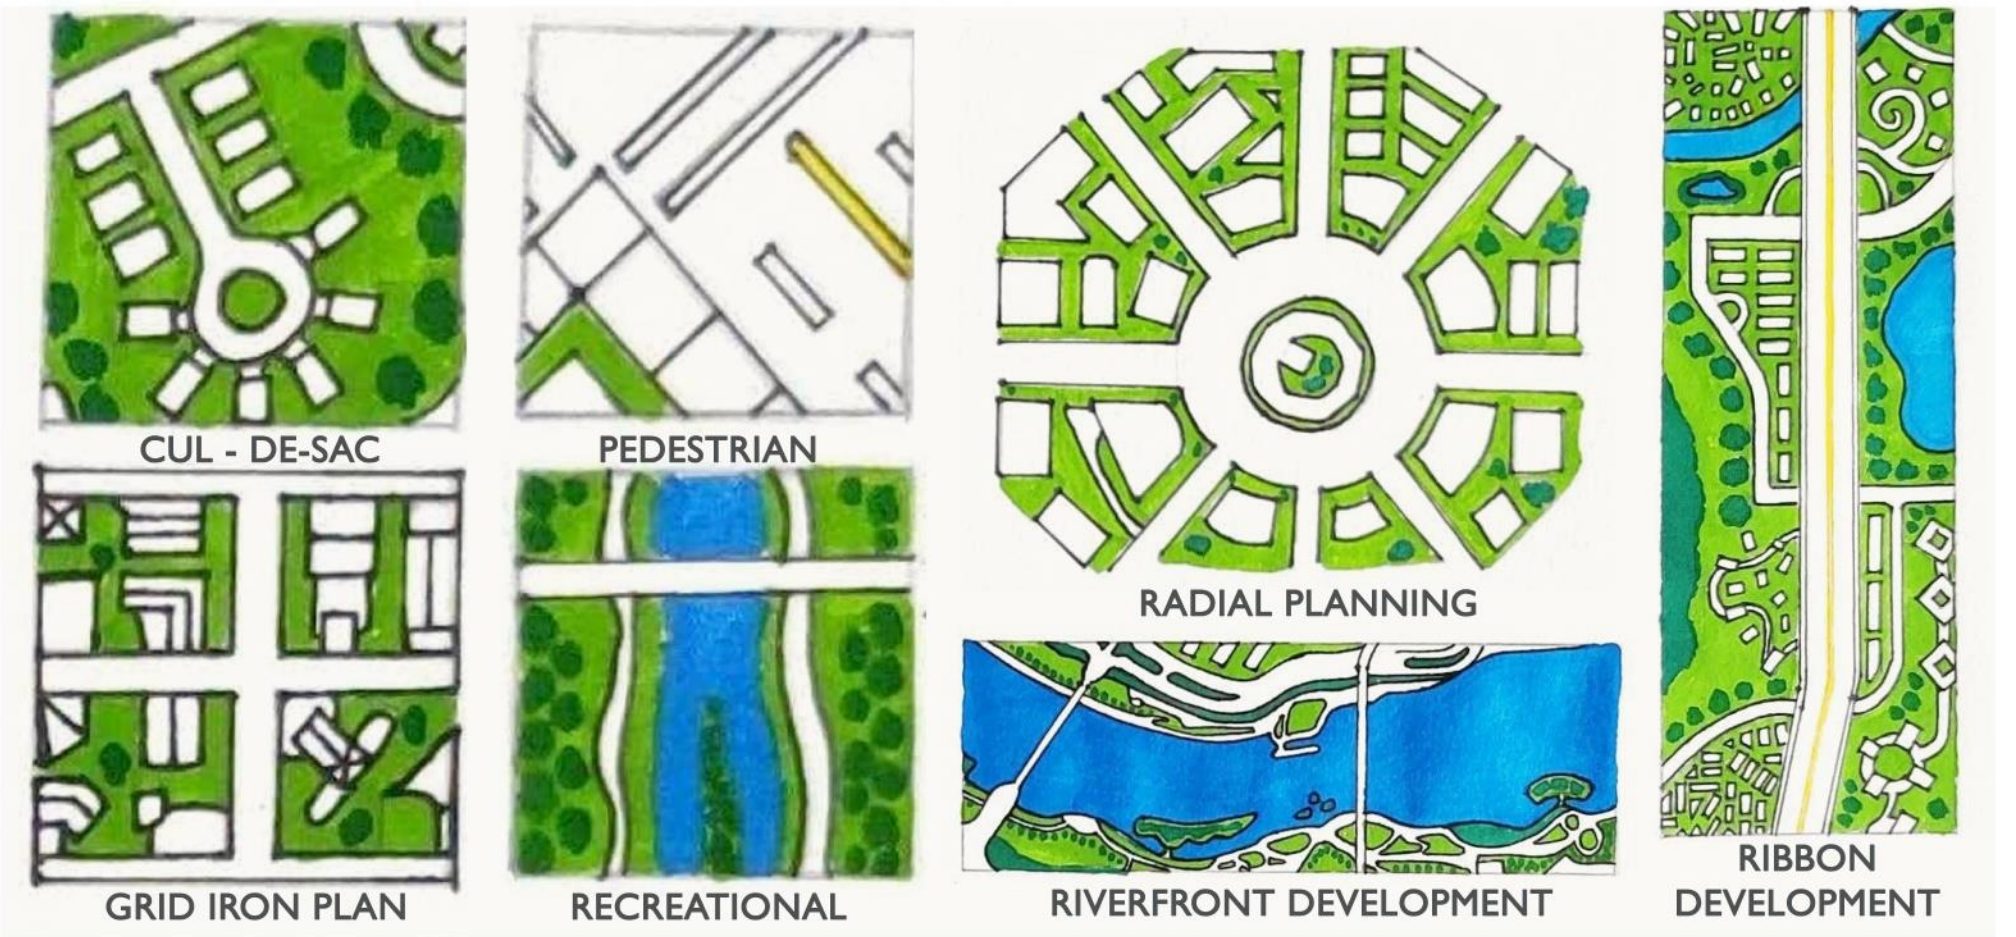 CUL - DE-SAC
PEDESTRIAN
GRID IRON PLAN
RECREATIONAL
RADIAL PLANNING
RIVERFRONT DEVELOPMENT
RIBBON
DEVELOPMENT